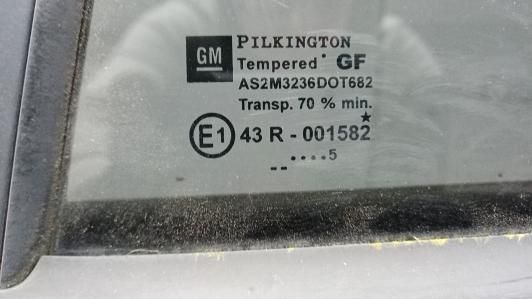 GM PILKINGTON
Tempered GF
AS2M3236DOT682
Transp. 70 % min.
E1 43 R - 001582
★
....5
--